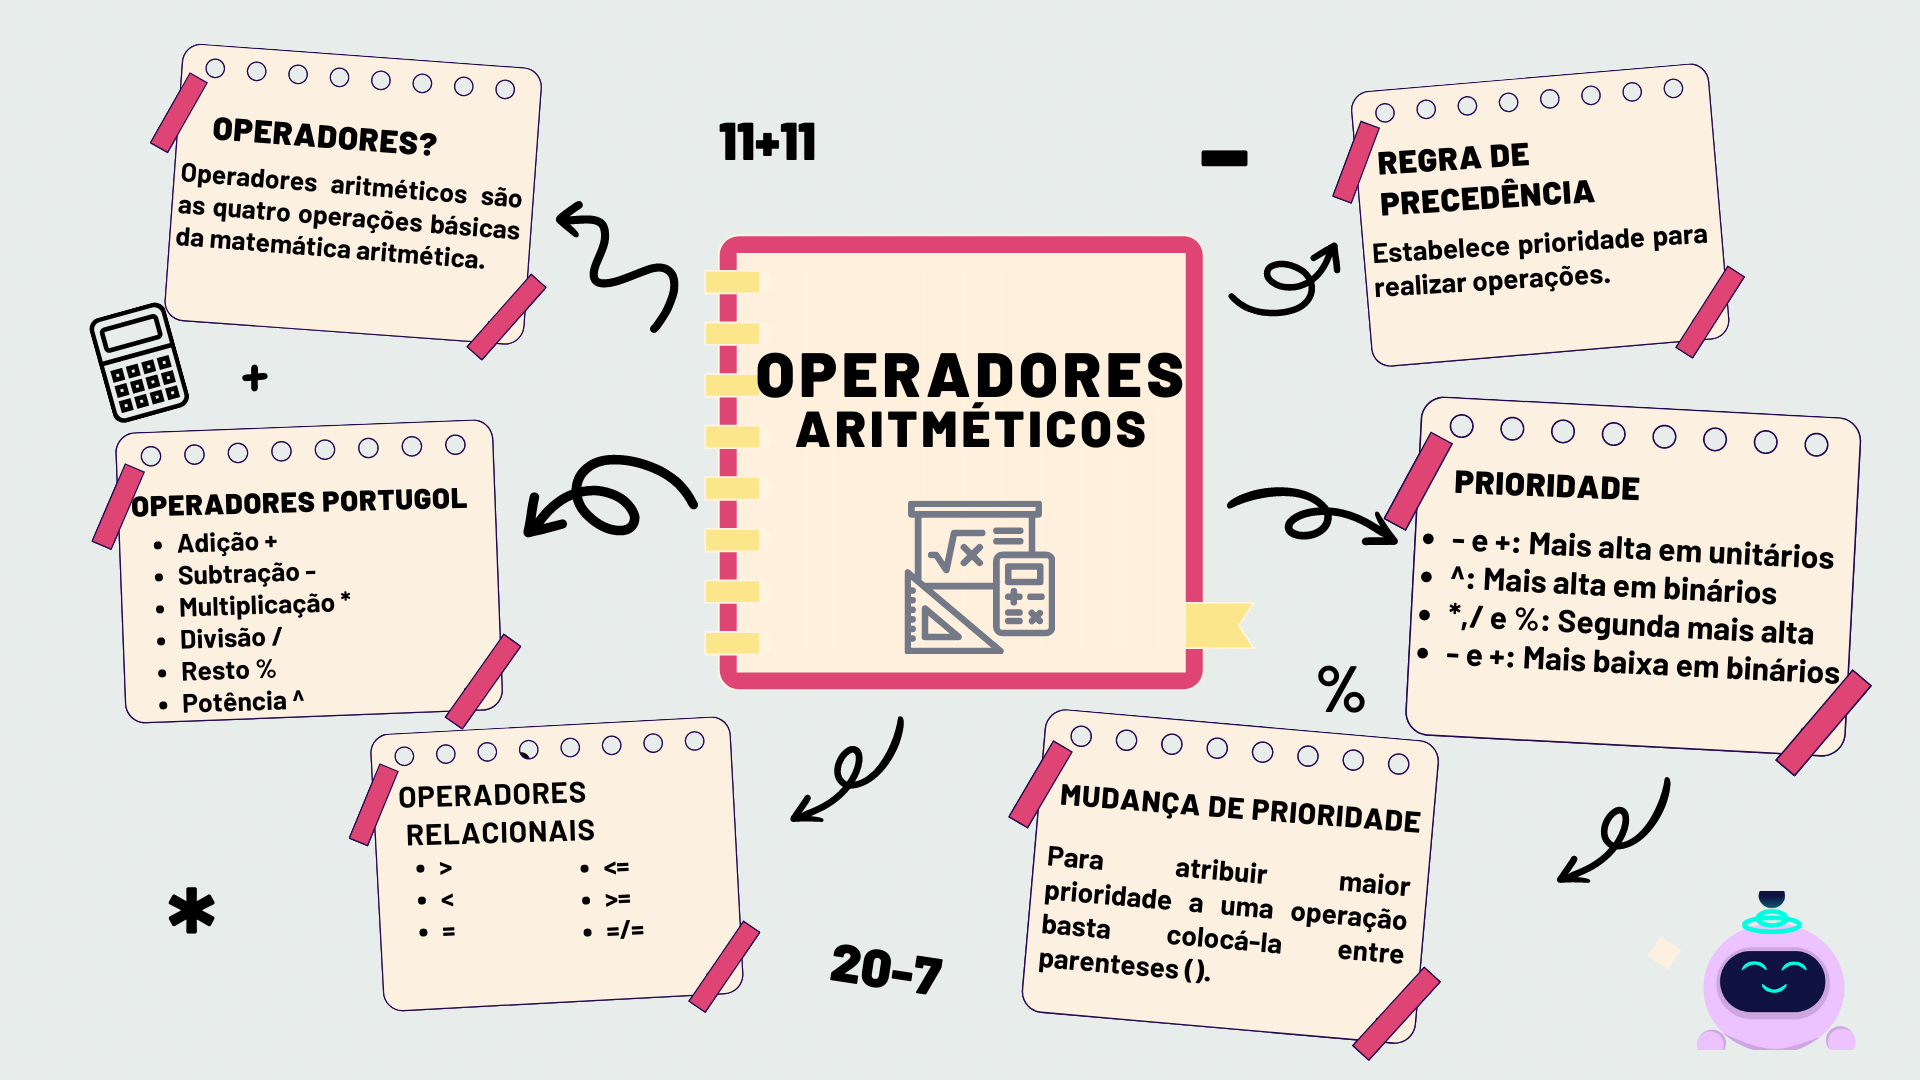 OPERADORES?
Operadores aritméticos são
as quatro operações básicas
da matemática aritmética.
11+11
-
REGRA DE
PRECEDÊNCIA
Estabelece prioridade para
realizar operações.
+
OPERADORES
ARITMÉTICOS
OPERADORES PORTUGOL
• Adição +
• Subtração -
• Multiplicação *
• Divisão /
• Resto %
• Potência ^
PRIORIDADE
• - e +: Mais alta em unitários
• ^: Mais alta em binários
• *,/ e %: Segunda mais alta
• - e +: Mais baixa em binários
%
OPERADORES
RELACIONAIS
• >
• <
• =
• <=
• >=
• =/=
MUDANÇA DE PRIORIDADE
Para atribuir maior
prioridade a uma operação
basta colocá-la entre
parenteses ().
*
20-7